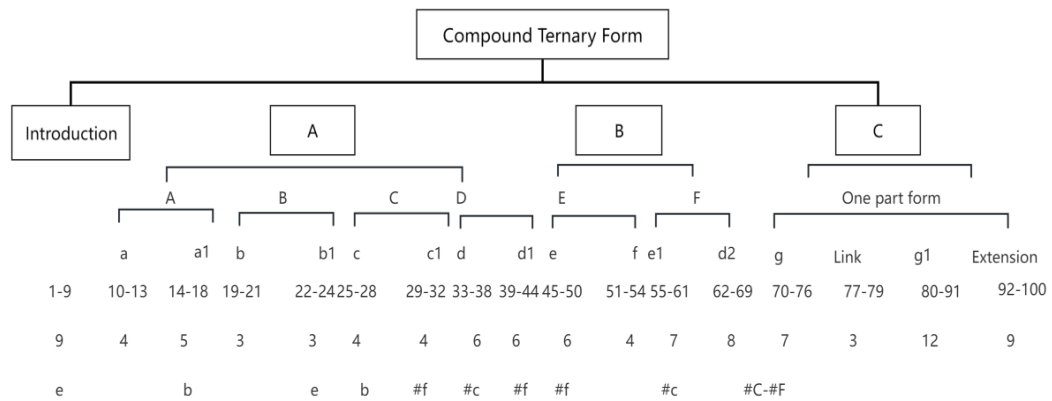 Compound Ternary Form
Introduction A B C
A B C D E F One part form
a a1 b b1 c c1 d d1 e f e1 d2 g Link g1 Extension
1-9 10-13 14-18 19-21 22-24 25-28 29-32 33-38 39-44 45-50 51-54 55-61 62-69 70-76 77-79 80-91 92-100
9 4 5 3 3 4 4 6 6 6 4 7 8 7 3 12 9
e b e b #f #c #f #f #c #C-#F